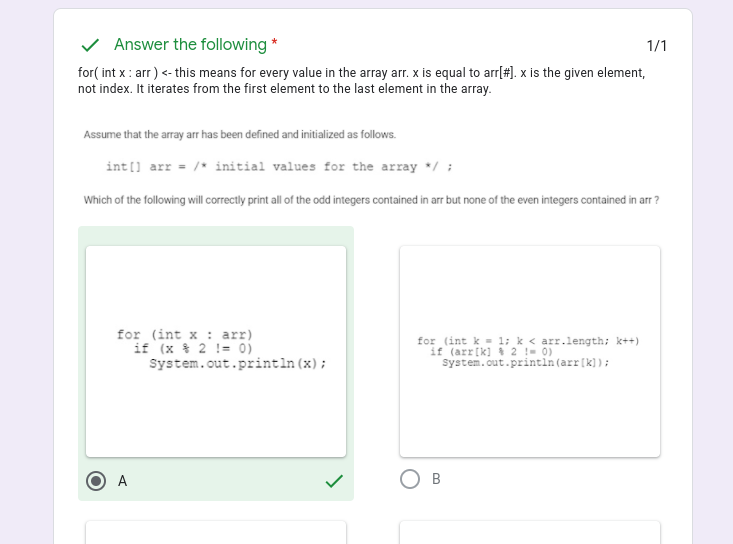 Answer the following *
1/1
for( int x : arr ) <- this means for every value in the array arr. x is equal to arr[#]. x is the given element,
not index. It iterates from the first element to the last element in the array.
Assume that the array arr has been defined and initialized as follows.
int[] arr = /* initial values for the array */ ;
Which of the following will correctly print all of the odd integers contained in arr but none of the even integers contained in arr ?
for (int x : arr)
if (x % 2 != 0)
System.out.println(x);
for (int k = 1; k < arr.length; k++)
if (arr[k] % 2 != 0)
System.out.println(arr[k]);
A
B